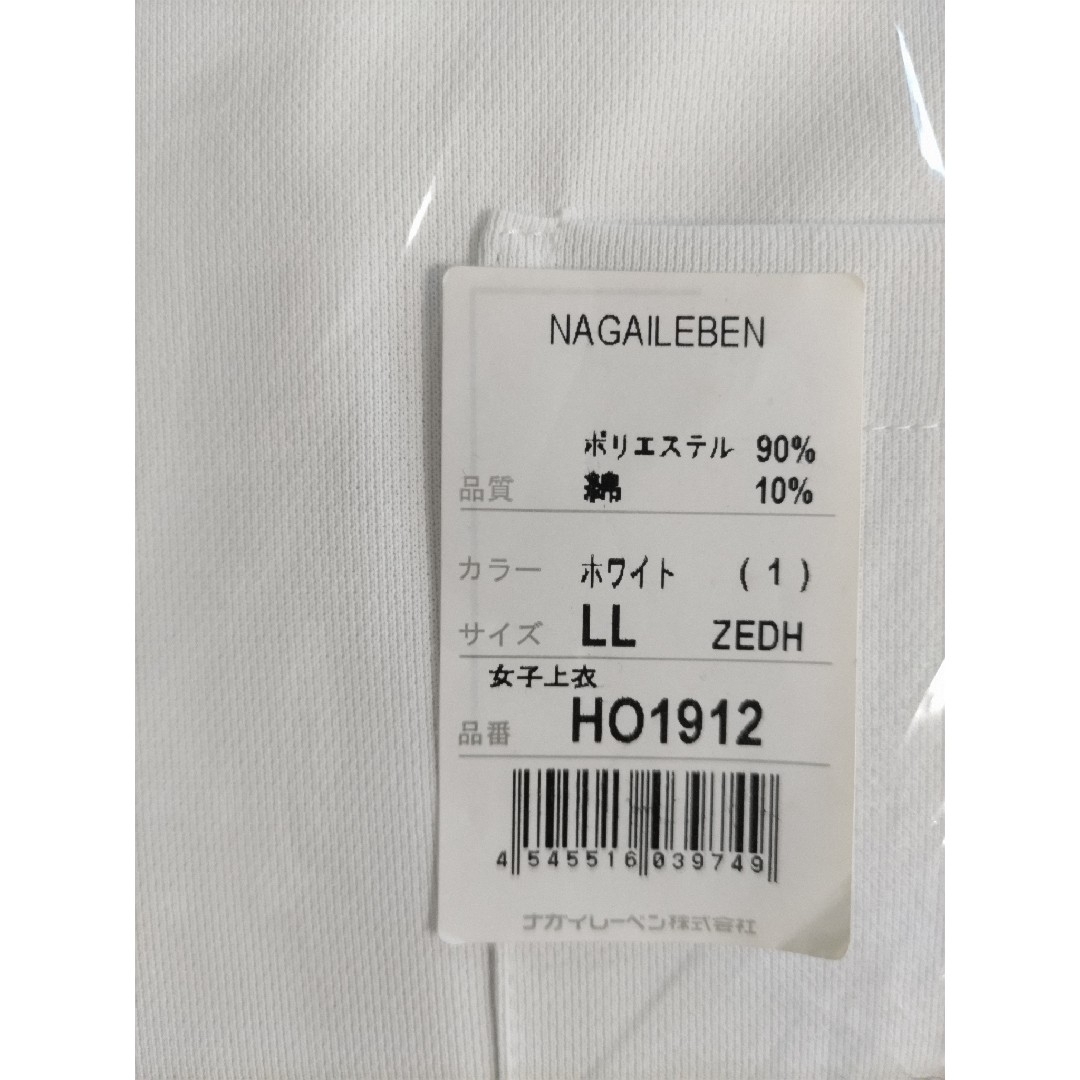 NAGAILEBEN
ポリエステル 90%
品質 綿 10%
カラー ホワイト (1)
サイズ LL ZEDH
女子上衣
品番 HO1912
4 545516 039749
ナガイレーベン株式会社